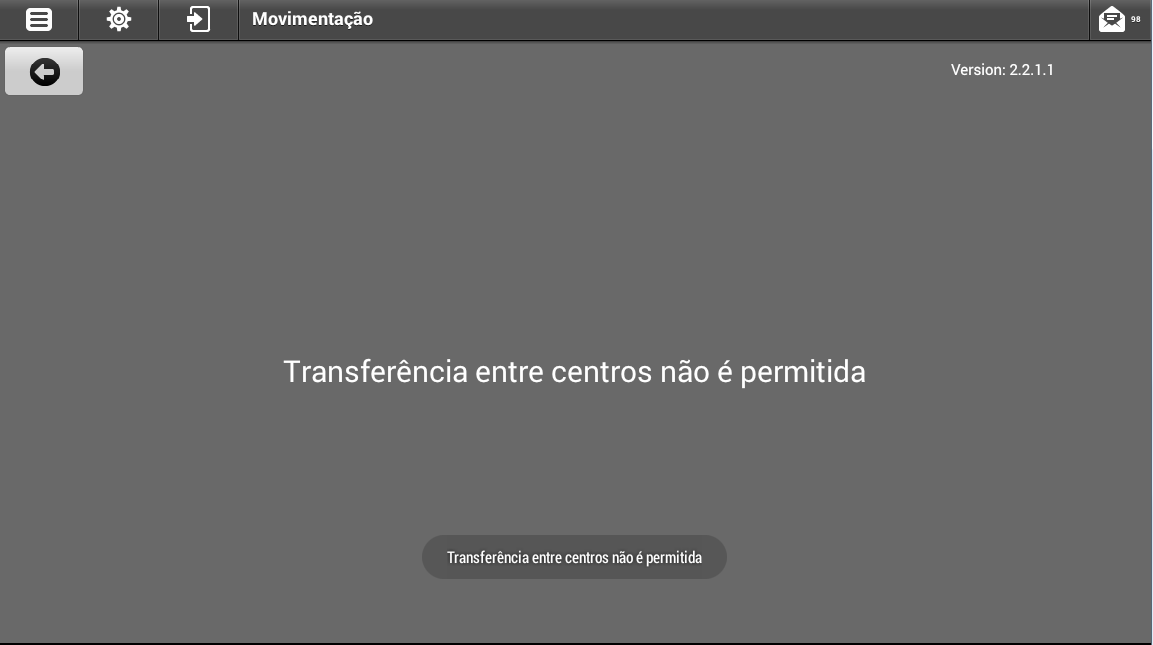 Movimentação
98
Version: 2.2.1.1
Transferência entre centros não é permitida
Transferência entre centros não é permitida